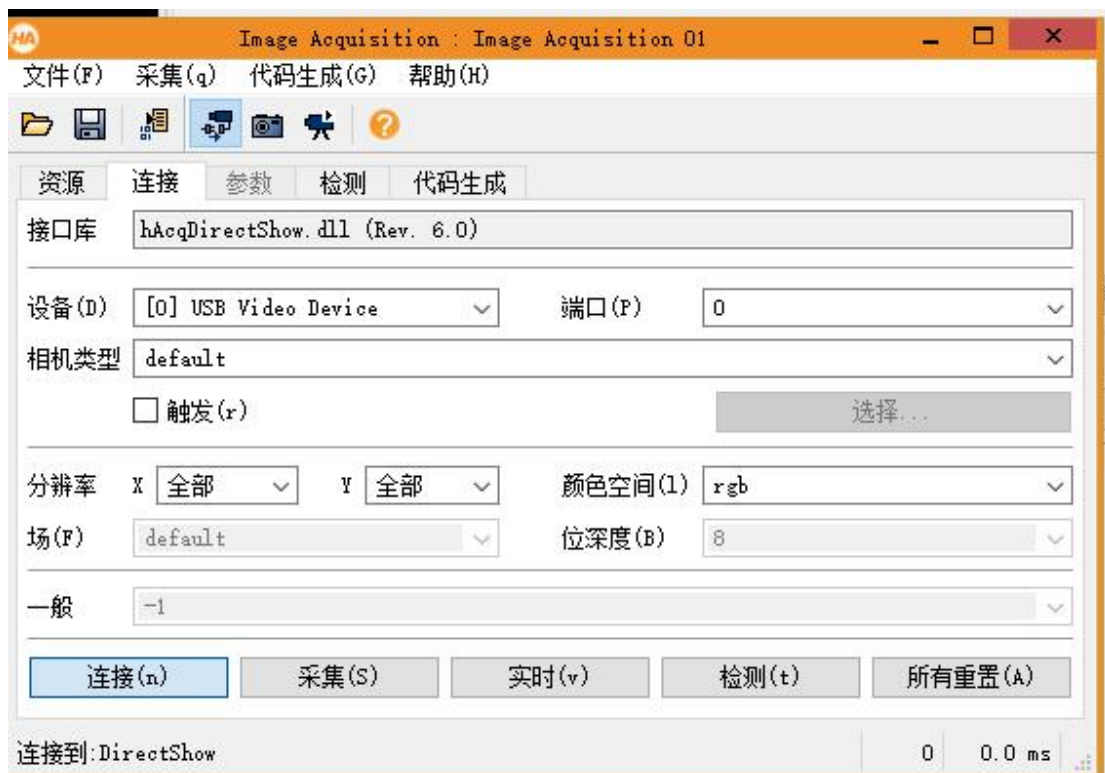 HA Image Acquisition : Image Acquisition 01
文件(F) 采集(q) 代码生成(G) 帮助(H)
资源 连接 参数 检测 代码生成
接口库 hAcqDirectShow.dll (Rev. 6.0)
设备(D) [0] USB Video Device 端口(P) 0
相机类型 default
触发(r) 选择...
分辨率 X 全部 Y 全部 颜色空间(l) rgb
场(F) default 位深度(B) 8
一般 -1
连接(n) 采集(S) 实时(v) 检测(t) 所有重置(A)
连接到:DirectShow 0 0.0 ms